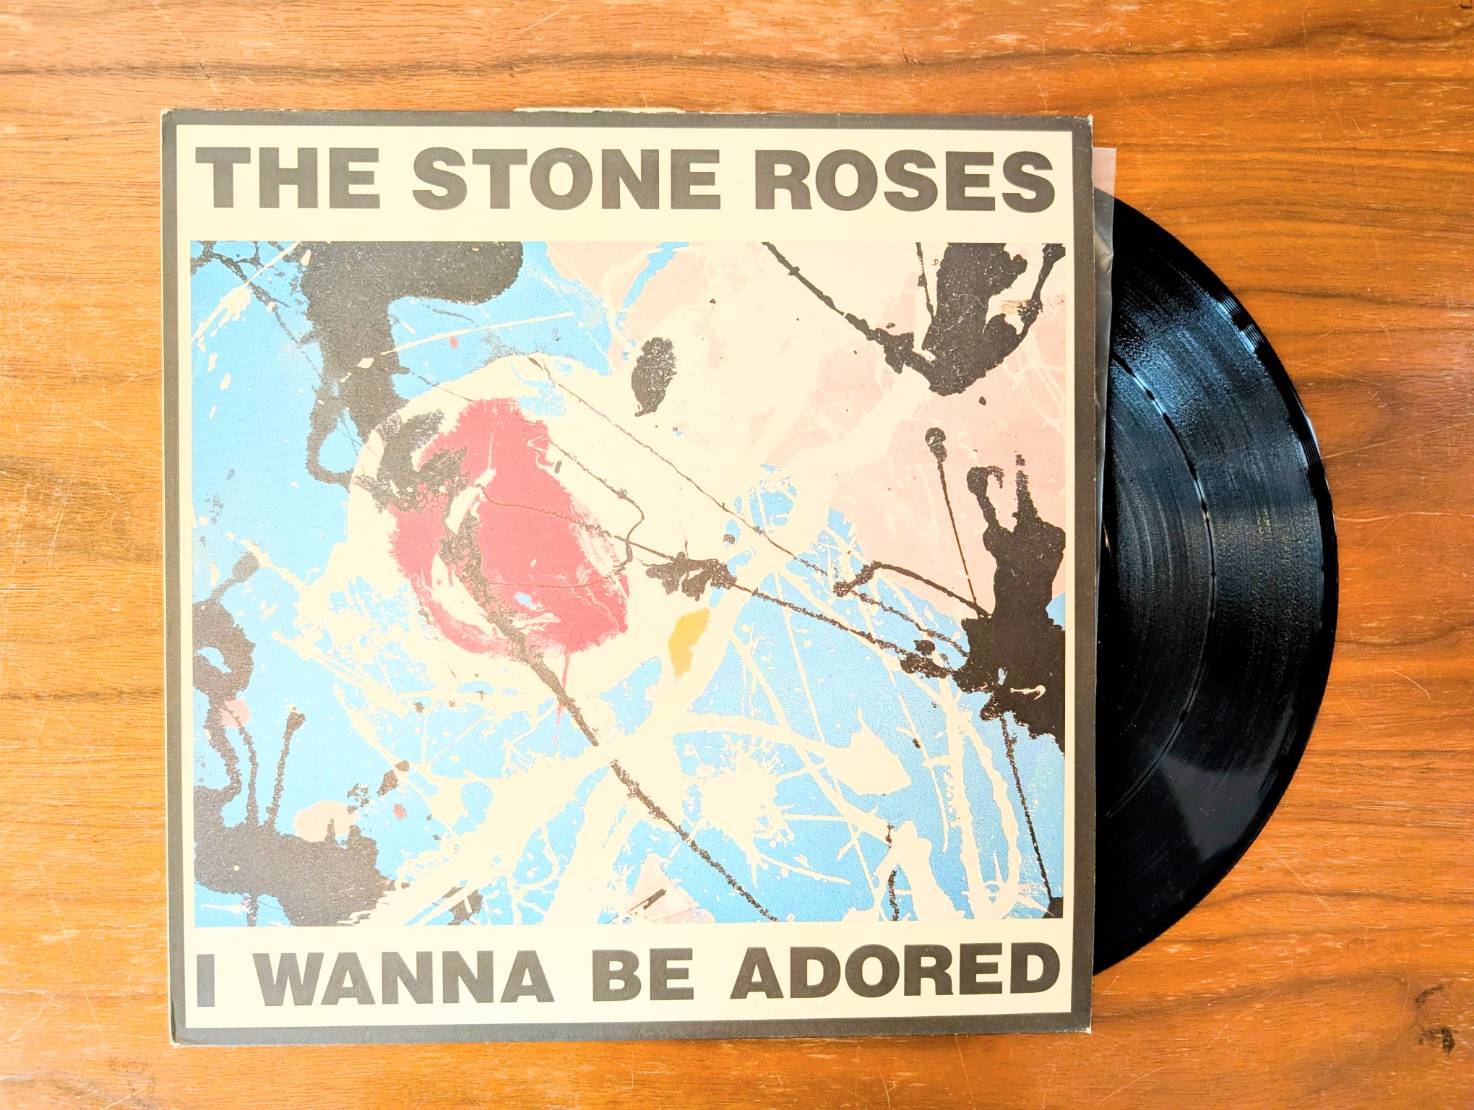 THE STONE ROSES
I WANNA BE ADORED